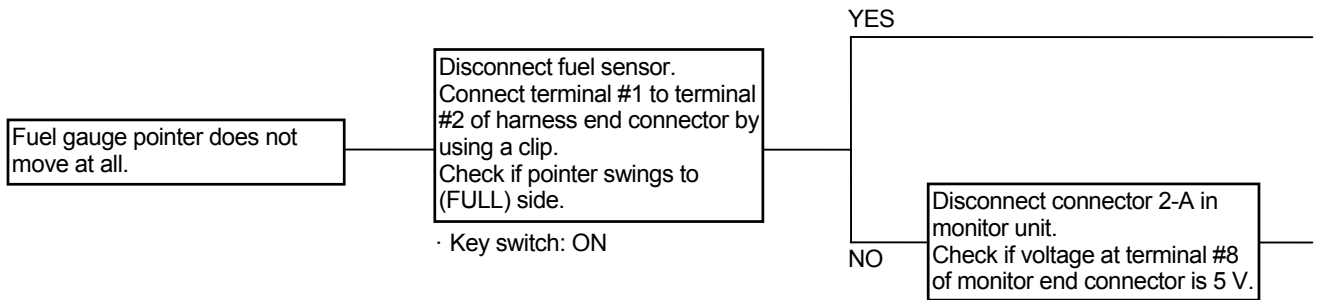 Fuel gauge pointer does not
move at all.
Disconnect fuel sensor.
Connect terminal #1 to terminal
#2 of harness end connector by
using a clip.
Check if pointer swings to
(FULL) side.
· Key switch: ON
YES
NO
Disconnect connector 2-A in
monitor unit.
Check if voltage at terminal #8
of monitor end connector is 5 V.